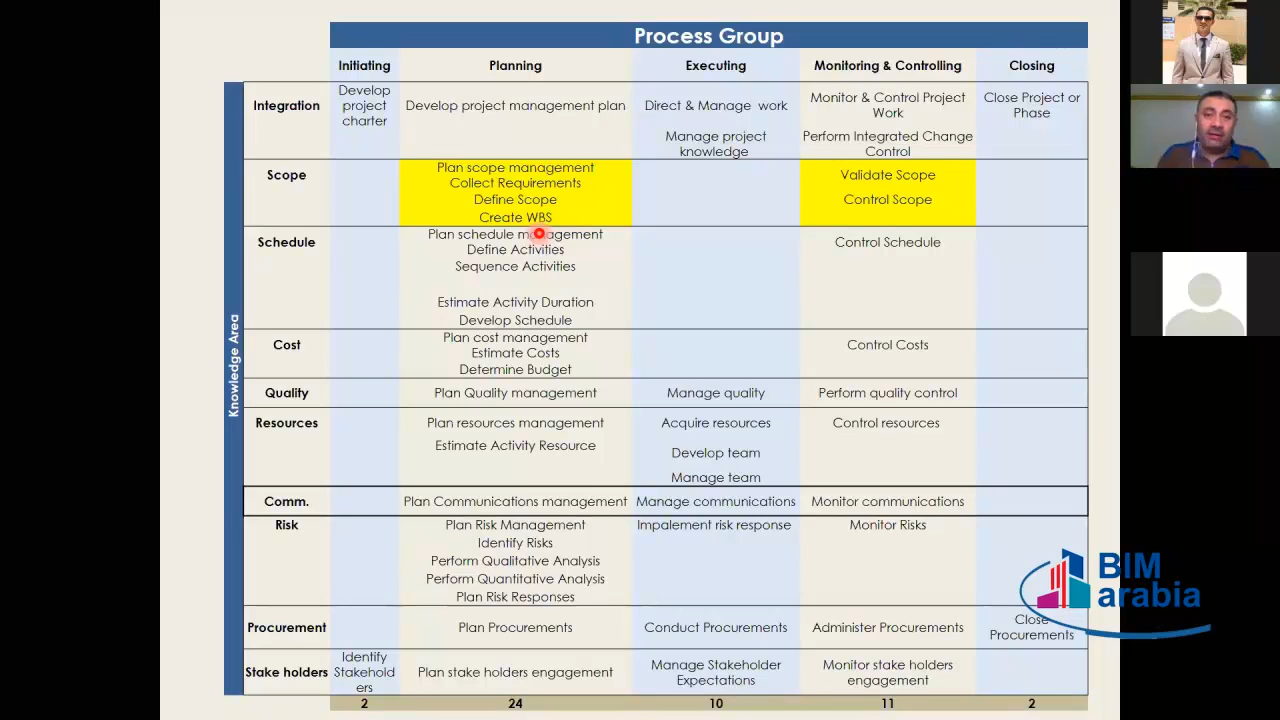 Process Group
Initiating Planning Executing Monitoring & Controlling Closing
Knowledge Area
Integration
Develop
project
charter
Develop project management plan
Direct & Manage work
Manage project
knowledge
Monitor & Control Project
Work
Perform Integrated Change
Control
Close Project or
Phase
Scope
Plan scope management
Collect Requirements
Define Scope
Create WBS
Validate Scope
Control Scope
Schedule
Plan schedule management
Define Activities
Sequence Activities
Estimate Activity Duration
Develop Schedule
Control Schedule
Cost
Plan cost management
Estimate Costs
Determine Budget
Control Costs
Quality
Plan Quality management
Manage quality
Perform quality control
Resources
Plan resources management
Estimate Activity Resource
Acquire resources
Develop team
Manage team
Control resources
Comm.
Plan Communications management
Manage communications
Monitor communications
Risk
Plan Risk Management
Identify Risks
Perform Qualitative Analysis
Perform Quantitative Analysis
Plan Risk Responses
Impalement risk response
Monitor Risks
Procurement
Plan Procurements
Conduct Procurements
Administer Procurements
Close
Procurements
Stake holders
Identify
Stakehold
ers
Plan stake holders engagement
Manage Stakeholder
Expectations
Monitor stake holders
engagement
2 24 10 11 2
BIM
arabia